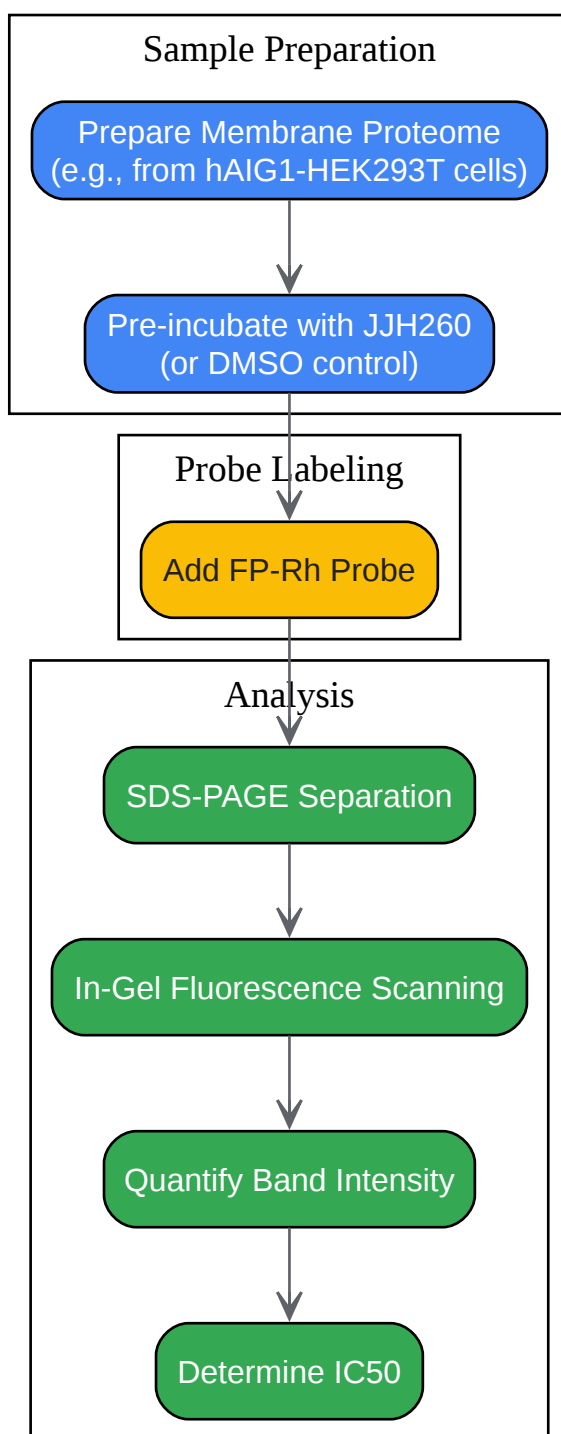 Sample Preparation
Prepare Membrane Proteome
(e.g., from hAIG1-HEK293T cells)
Pre-incubate with JJH260
(or DMSO control)
Probe Labeling
Add FP-Rh Probe
Analysis
SDS-PAGE Separation
In-Gel Fluorescence Scanning
Quantify Band Intensity
Determine IC50